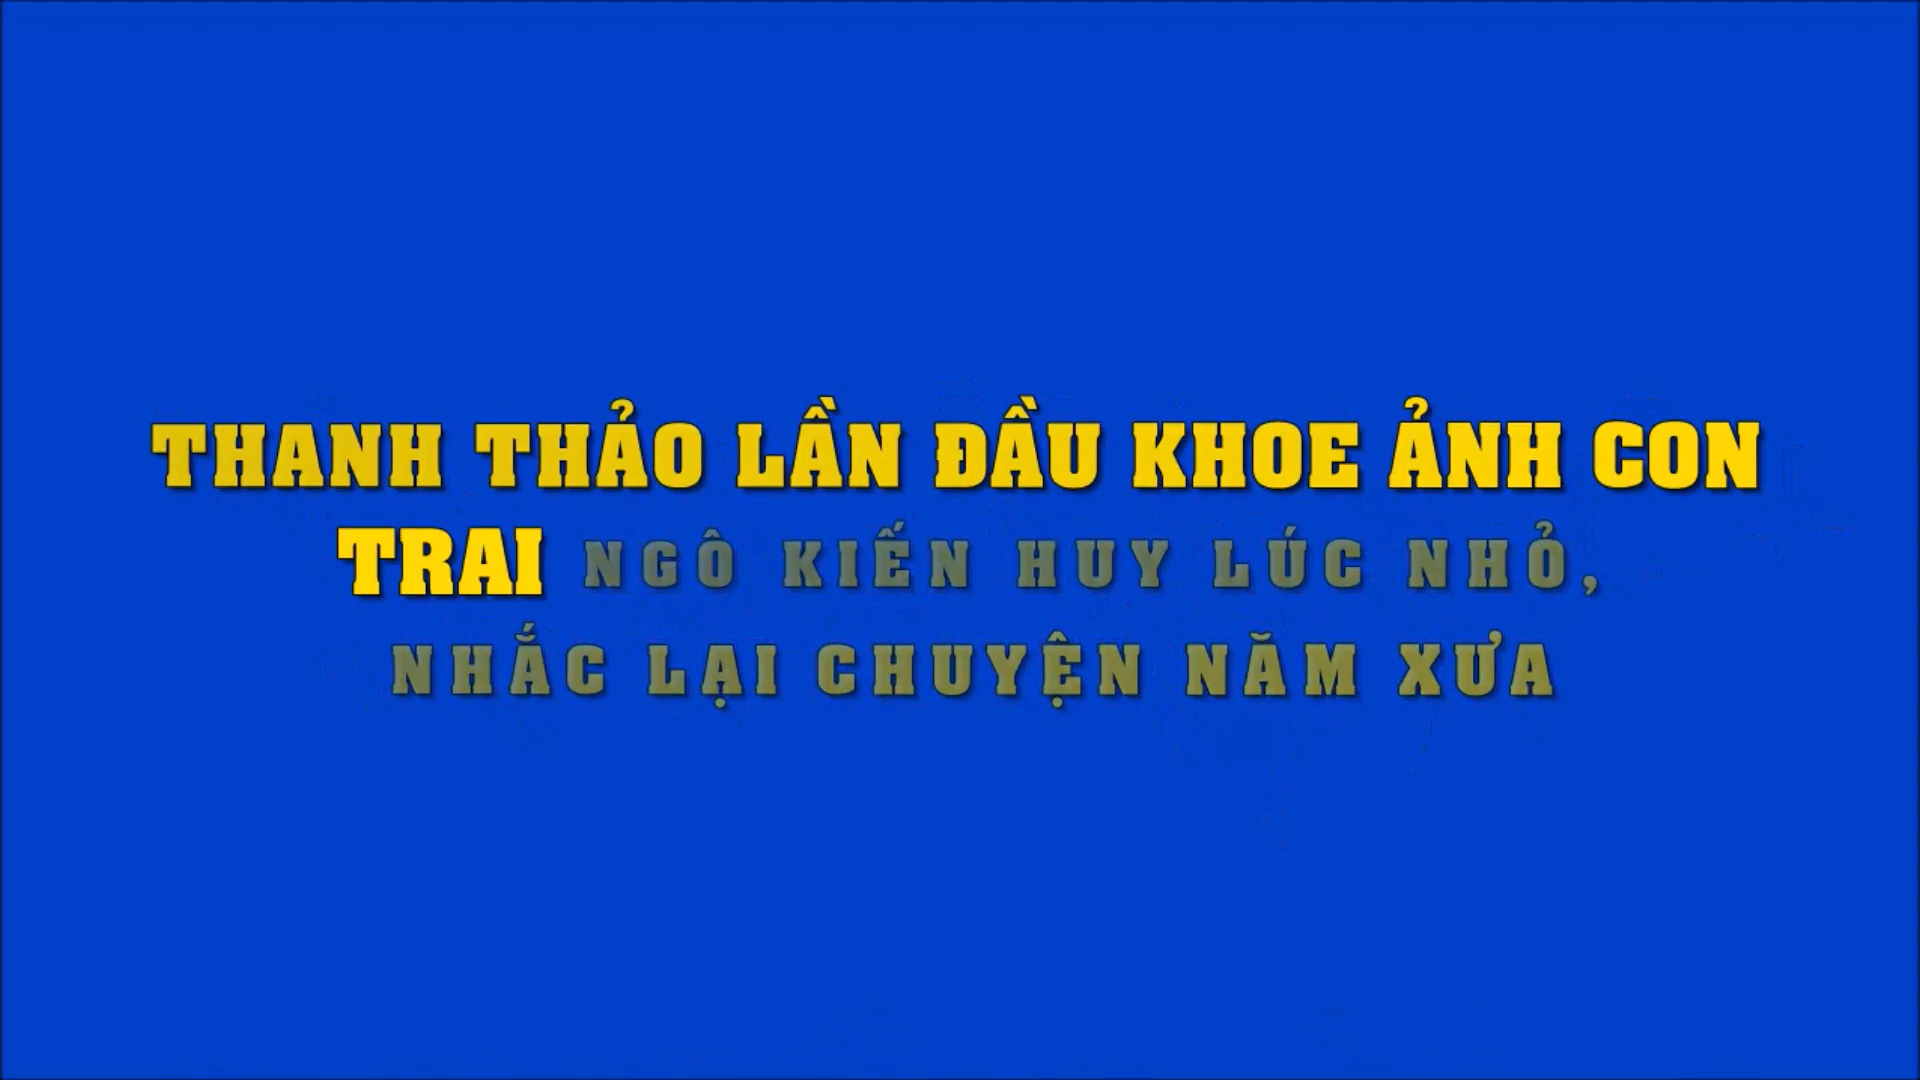 THANH THẢO LẦN ĐẦU KHOE ẢNH CON
TRAI NGÔ KIẾN HUY LÚC NHỎ,
NHẮC LẠI CHUYỆN NĂM XƯA